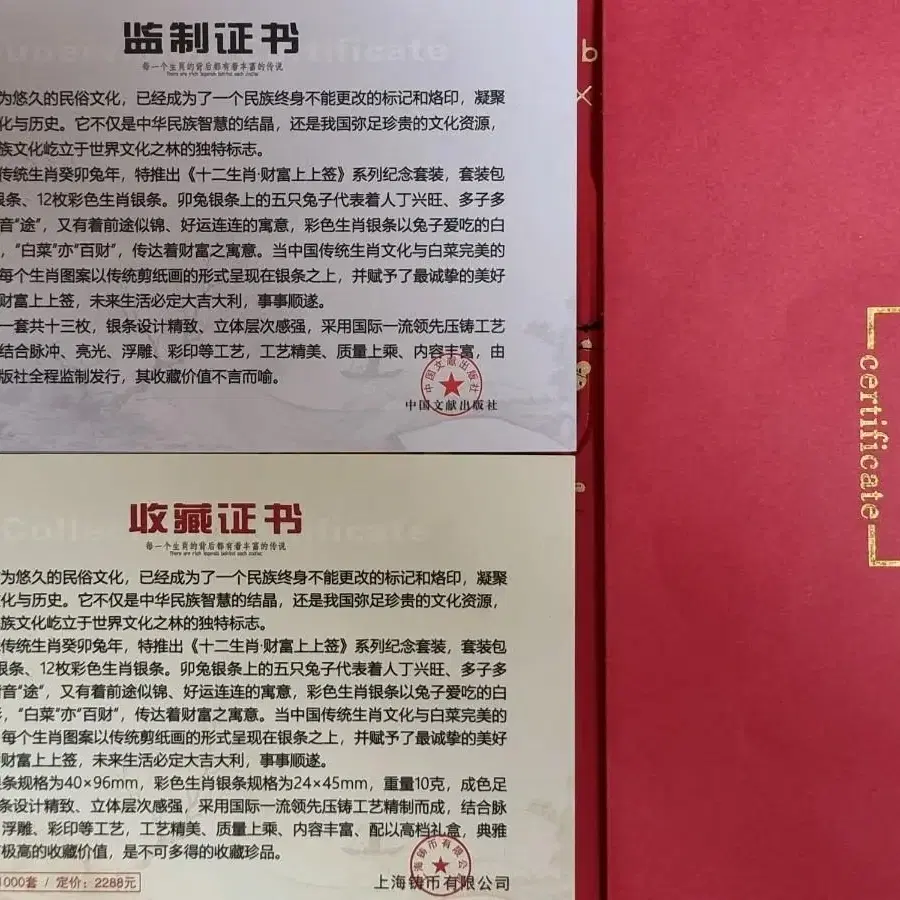 监制证书
每一个生肖的背后都有着丰富的传说
There are rich legends behind each zodiac
为悠久的民俗文化，已经成为了一个民族终身不能更改的标记和烙印，凝聚
化与历史。它不仅是中华民族智慧的结晶，还是我国弥足珍贵的文化资源，
族文化屹立于世界文化之林的独特标志。
传统生肖癸卯兔年，特推出《十二生肖·财富上上签》系列纪念套装，套装包
银条、12枚彩色生肖银条。卯兔银条上的五只兔子代表着人丁兴旺、多子多
音“途”，又有着前途似锦、好运连连的寓意，彩色生肖银条以兔子爱吃的白
，“白菜”亦“百财”，传达着财富之寓意。当中国传统生肖文化与白菜完美的
每个生肖图案以传统剪纸画的形式呈现在银条之上，并赋予了最诚挚的美好
财富上上签，未来生活必定大吉大利，事事顺遂。
一套共十三枚，银条设计精致、立体层次感强，采用国际一流领先压铸工艺
结合脉冲、亮光、浮雕、彩印等工艺，工艺精美、质量上乘、内容丰富，由
版社全程监制发行，其收藏价值不言而喻。
中国文献出版社
中国文献出版社
收藏证书
每一个生肖的背后都有着丰富的传说
There are rich legends behind each zodiac
为悠久的民俗文化，已经成为了一个民族终身不能更改的标记和烙印，凝聚
化与历史。它不仅是中华民族智慧的结晶，还是我国弥足珍贵的文化资源，
族文化屹立于世界文化之林的独特标志。
传统生肖癸卯兔年，特推出《十二生肖·财富上上签》系列纪念套装，套装包
银条、12枚彩色生肖银条。卯兔银条上的五只兔子代表着人丁兴旺、多子多
音“途”，又有着前途似锦、好运连连的寓意，彩色生肖银条以兔子爱吃的白
，“白菜”亦“百财”，传达着财富之寓意。当中国传统生肖文化与白菜完美的
每个生肖图案以传统剪纸画的形式呈现在银条之上，并赋予了最诚挚的美好
财富上上签，未来生活必定大吉大利，事事顺遂。
条规格为40×96mm，彩色生肖银条规格为24×45mm，重量10克，成色足
条设计精致、立体层次感强，采用国际一流领先压铸工艺精制而成，结合脉
浮雕、彩印等工艺，工艺精美、质量上乘、内容丰富、配以高档礼盒，典雅
极高的收藏价值，是不可多得的收藏珍品。
1000套 / 定价：2288元
上海铸币有限公司
certificate